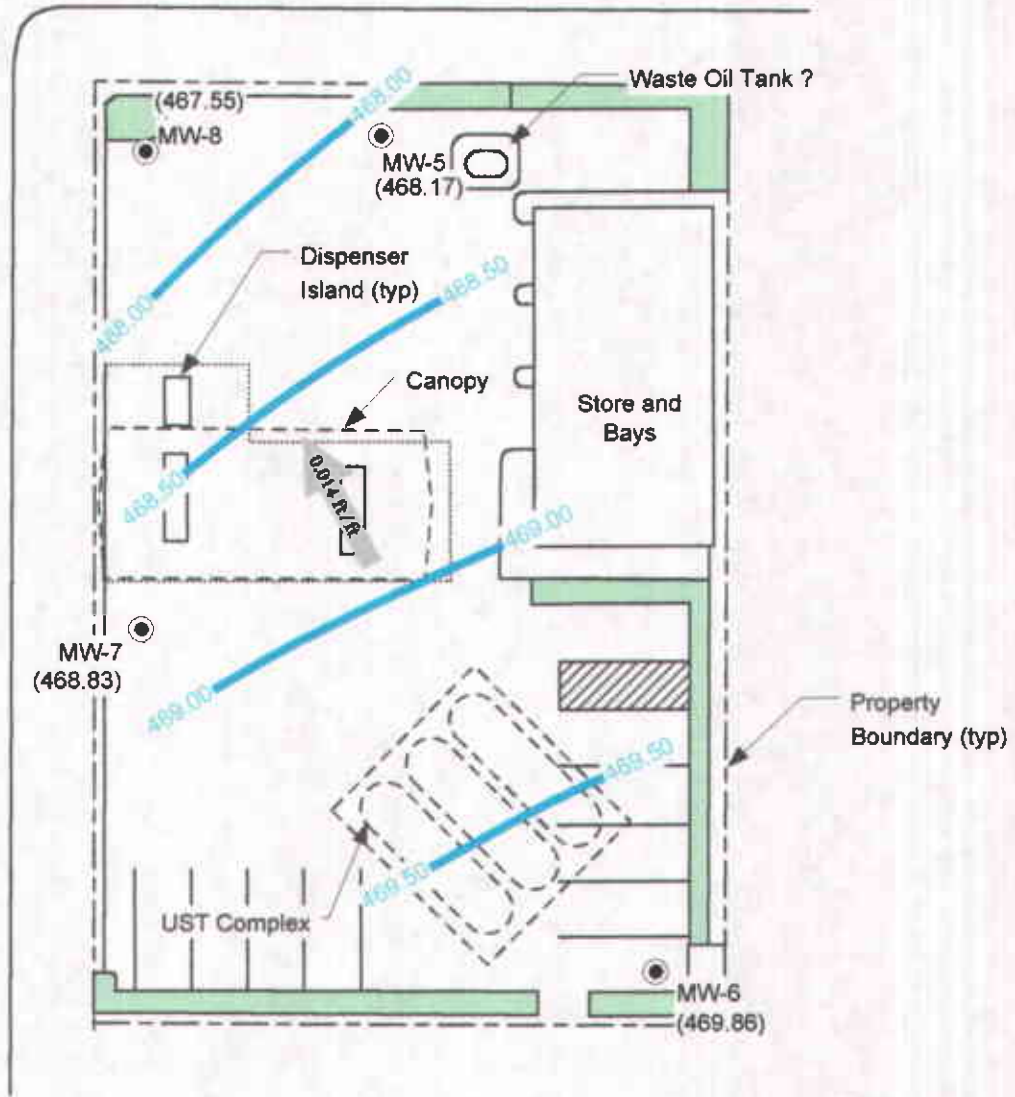 468.00
Waste Oil Tank ?
(467.55)
MW-8
MW-5
(468.17)
Dispenser
Island (typ)
468.50
468.00
Canopy
Store and
Bays
0.014 ft/ft
468.50
469.00
MW-7
(468.83)
469.00
Property
Boundary (typ)
469.50
469.50
UST Complex
MW-6
(469.86)